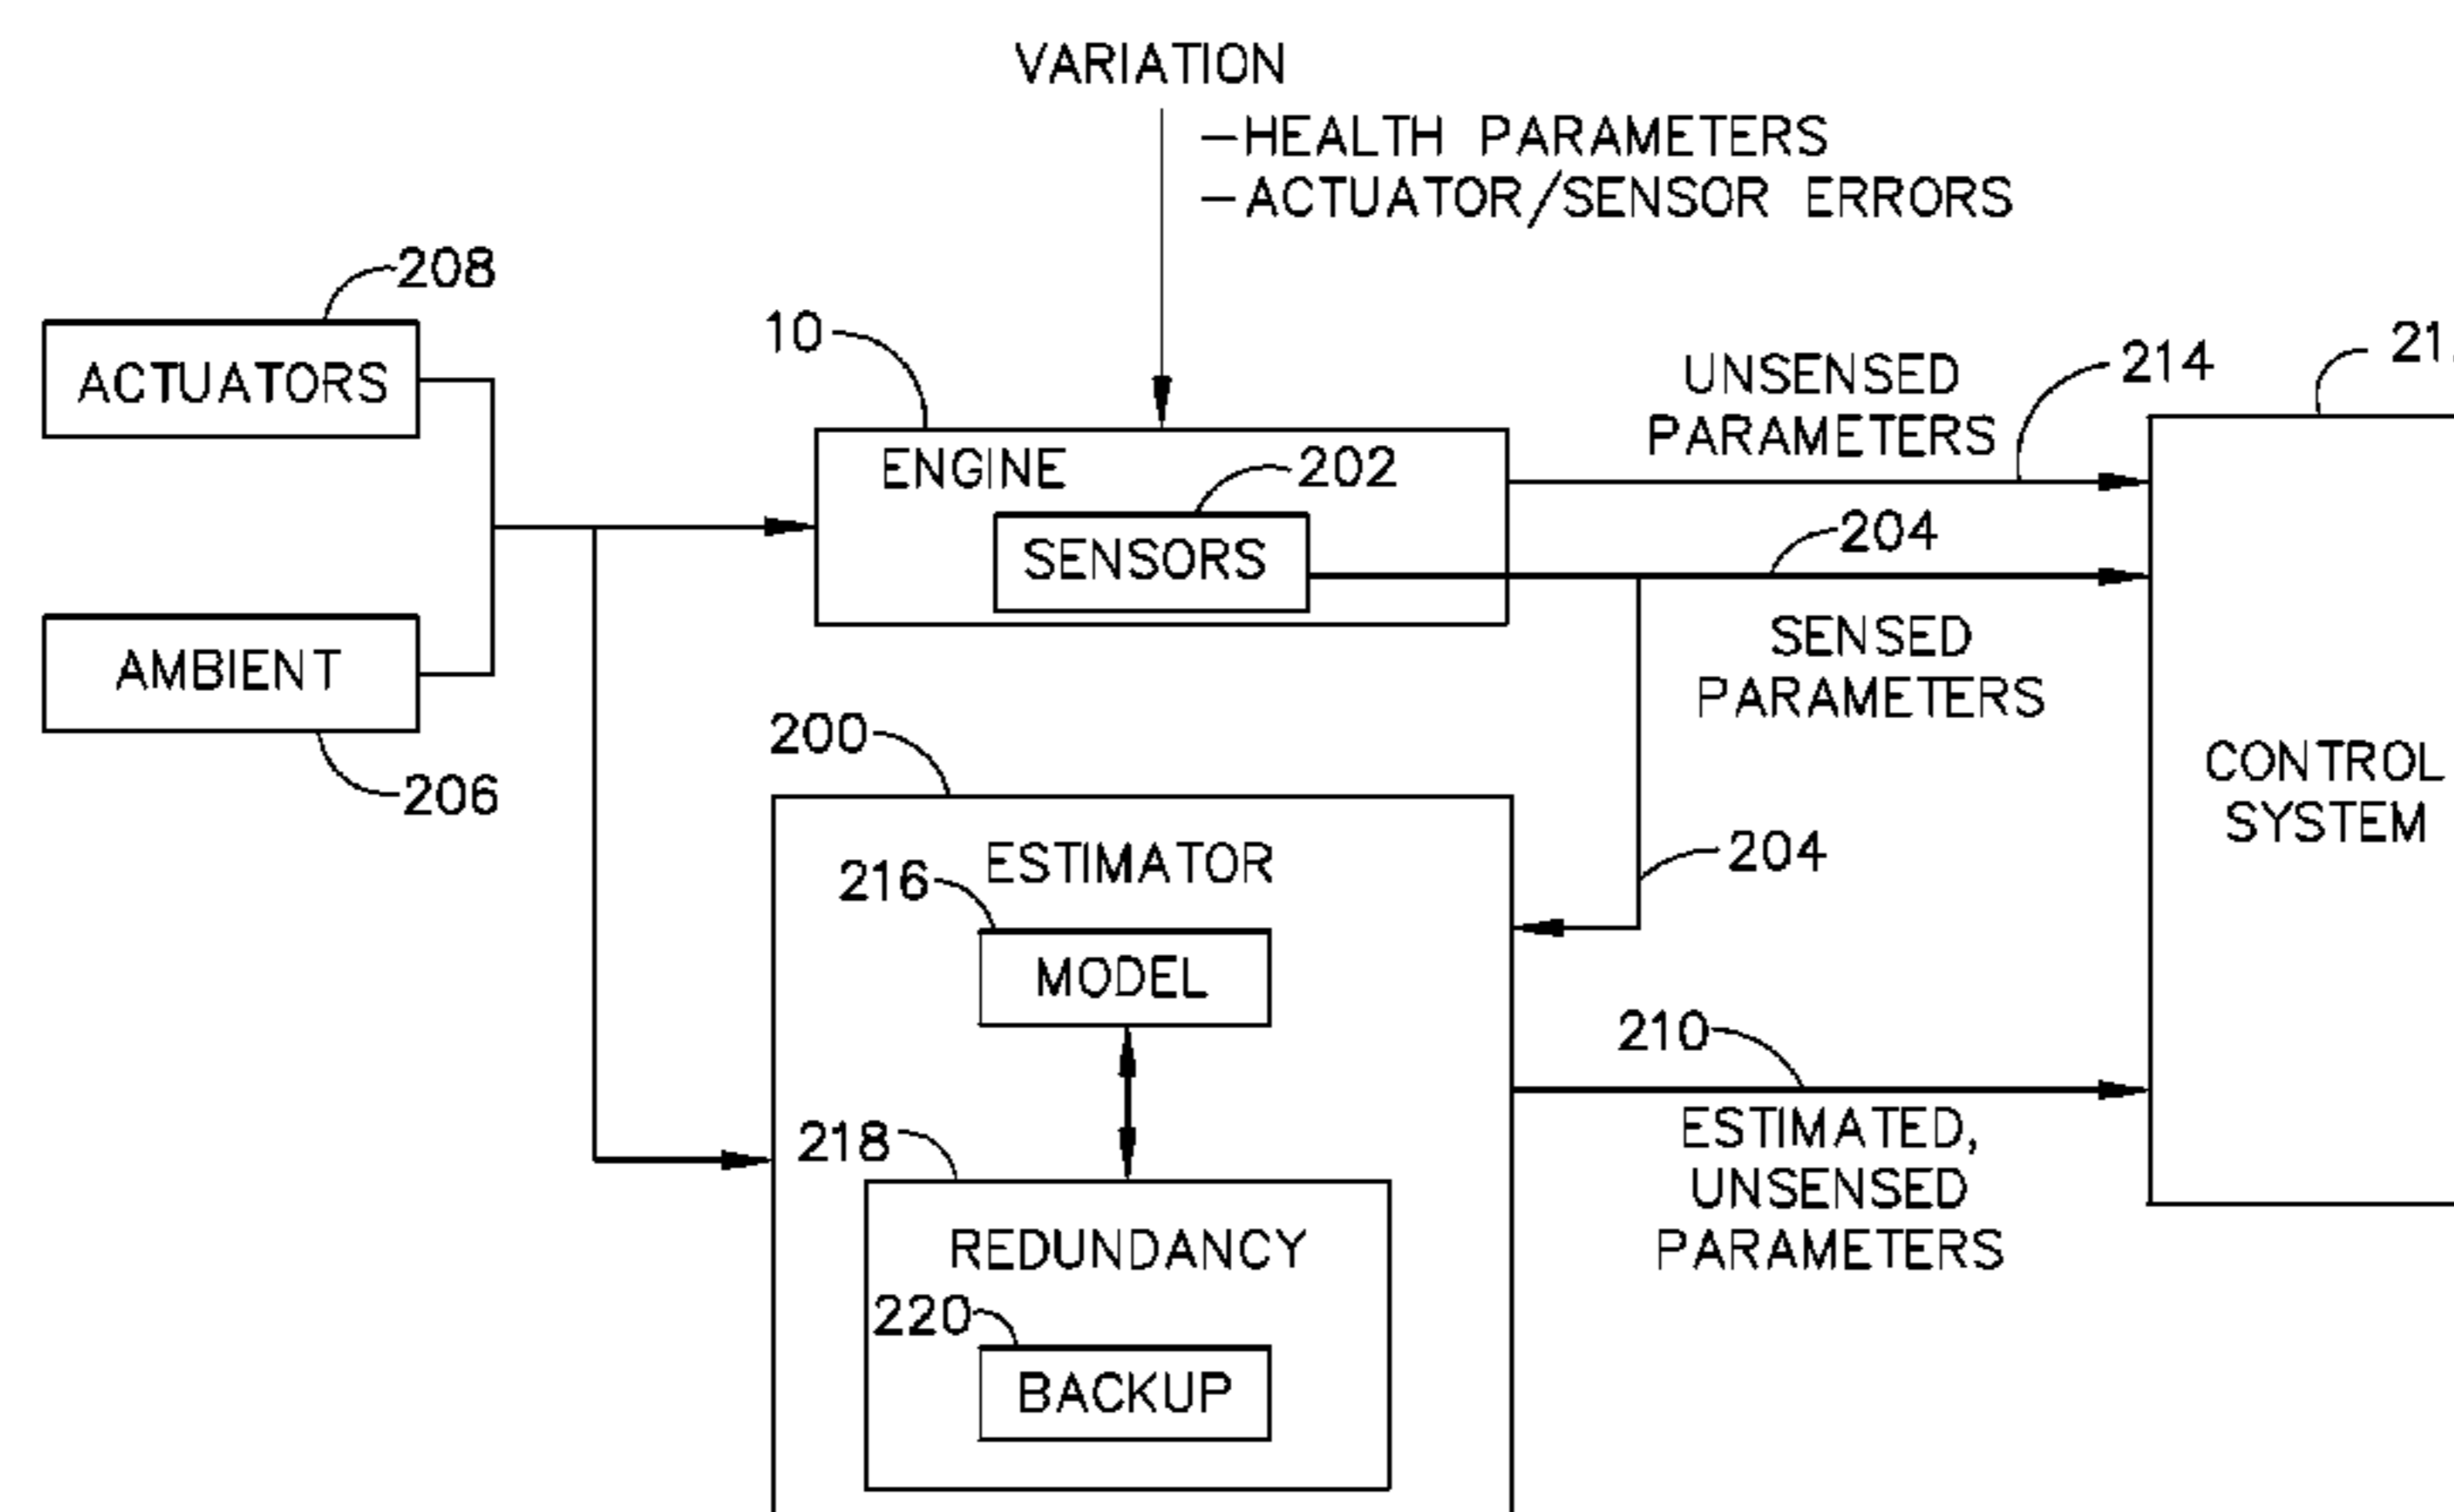 VARIATION
-HEALTH PARAMETERS
-ACTUATOR/SENSOR ERRORS
208
ACTUATORS
10
ENGINE
202
SENSORS
UNSENSED
PARAMETERS
214
204
SENSED
PARAMETERS
AMBIENT
206
200
ESTIMATOR
216
MODEL
204
CONTROL
SYSTEM
210
ESTIMATED,
UNSENSED
PARAMETERS
218
REDUNDANCY
220
BACKUP